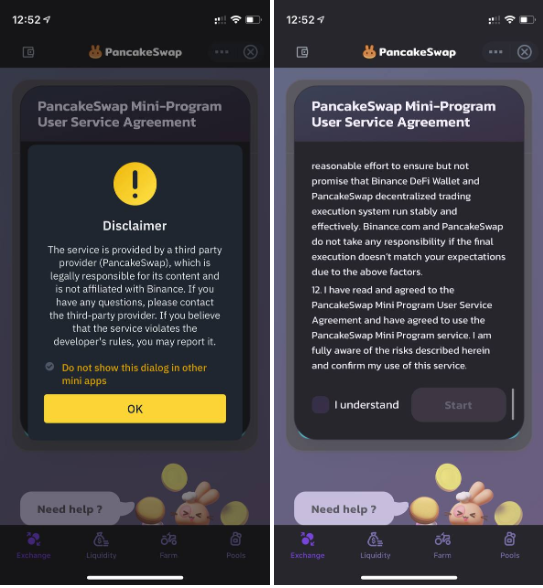 12:52
PancakeSwap
PancakeSwap Mini-Program
User Service Agreement
Disclaimer
The service is provided by a third party
provider (PancakeSwap), which is
legally responsible for its content and
is not affiliated with Binance. If you
have any questions, please contact
the third-party provider. If you believe
that the service violates the
developer's rules, you may report it.
Do not show this dialog in other
mini apps
OK
Need help ?
Exchange
Liquidity
Farm
Pools
12:52
PancakeSwap
PancakeSwap Mini-Program
User Service Agreement
reasonable effort to ensure but not
promise that Binance DeFi Wallet and
PancakeSwap decentralized trading
execution system run stably and
effectively. Binance.com and PancakeSwap
do not take any responsibility if the final
execution doesn't match your expectations
due to the above factors.
12. I have read and agreed to the
PancakeSwap Mini Program User Service
Agreement and have agreed to use the
PancakeSwap Mini Program service. I am
fully aware of the risks described herein
and confirm my use of this service.
I understand
Start
Need help ?
Exchange
Liquidity
Farm
Pools